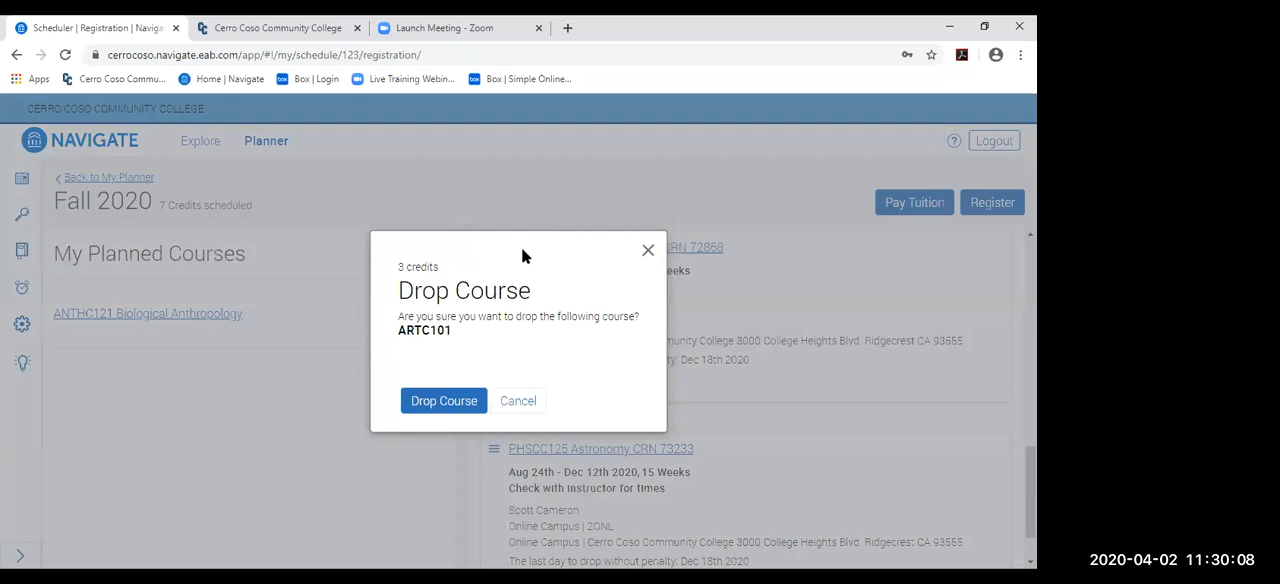 Scheduler | Registration | Naviga
Cerro Coso Community College
Launch Meeting - Zoom
cerrocoso.navigate.eab.com/app/#!/my/schedule/123/registration/
Apps
Cerro Coso Commu...
Home | Navigate
Box | Login
Live Training Webin...
Box | Simple Online...
CERRO COSO COMMUNITY COLLEGE
NAVIGATE
Explore
Planner
Logout
Back to My Planner
Fall 2020 7 Credits scheduled
Pay Tuition
Register
My Planned Courses
ANTHC121 Biological Anthropology
3 credits
Drop Course
Are you sure you want to drop the following course?
ARTC101
Drop Course
Cancel
CRN 72868
eeks
munity College 3000 College Heights Blvd. Ridgecrest CA 93555
ty: Dec 18th 2020
PHSCC125 Astronomy CRN 73233
Aug 24th - Dec 12th 2020, 15 Weeks
Check with Instructor for times
Scott Cameron
Online Campus | 2ONL
Online Campus | Cerro Coso Community College 3000 College Heights Blvd. Ridgecrest CA 93555
The last day to drop without penalty: Dec 18th 2020
2020-04-02 11:30:08